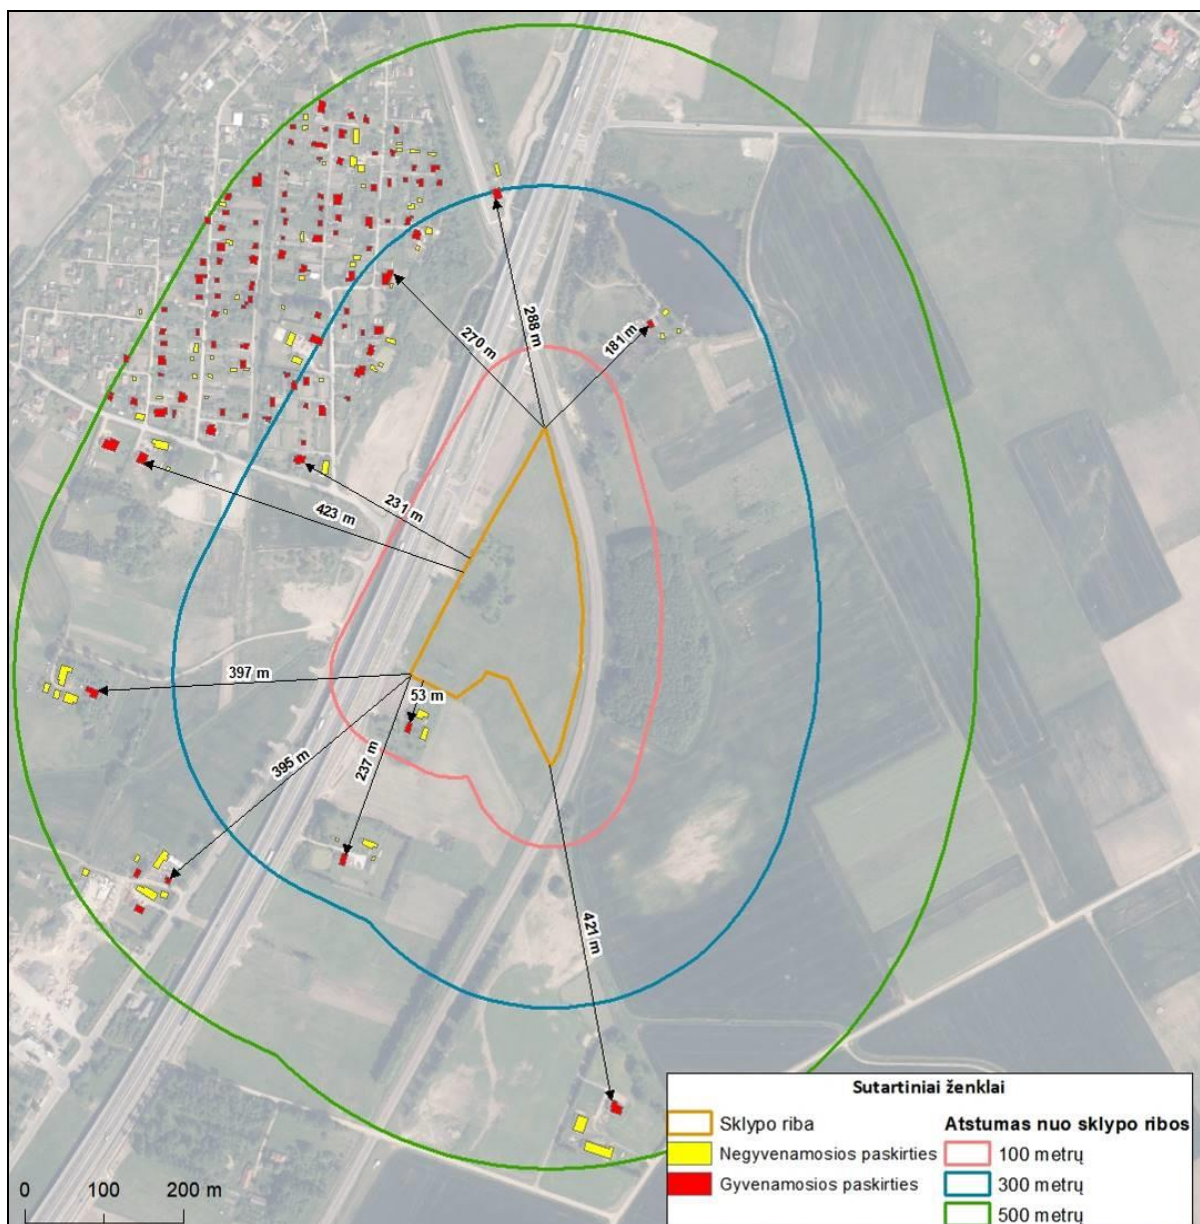 288 m
270 m
181 m
231 m
423 m
397 m
53 m
395 m
237 m
421 m
Sutartiniai ženklai
Sklypo riba
Atstumas nuo sklypo ribos
Negyvenamosios paskirties
100 metrų
Gyvenamosios paskirties
300 metrų
500 metrų
0 100 200 m